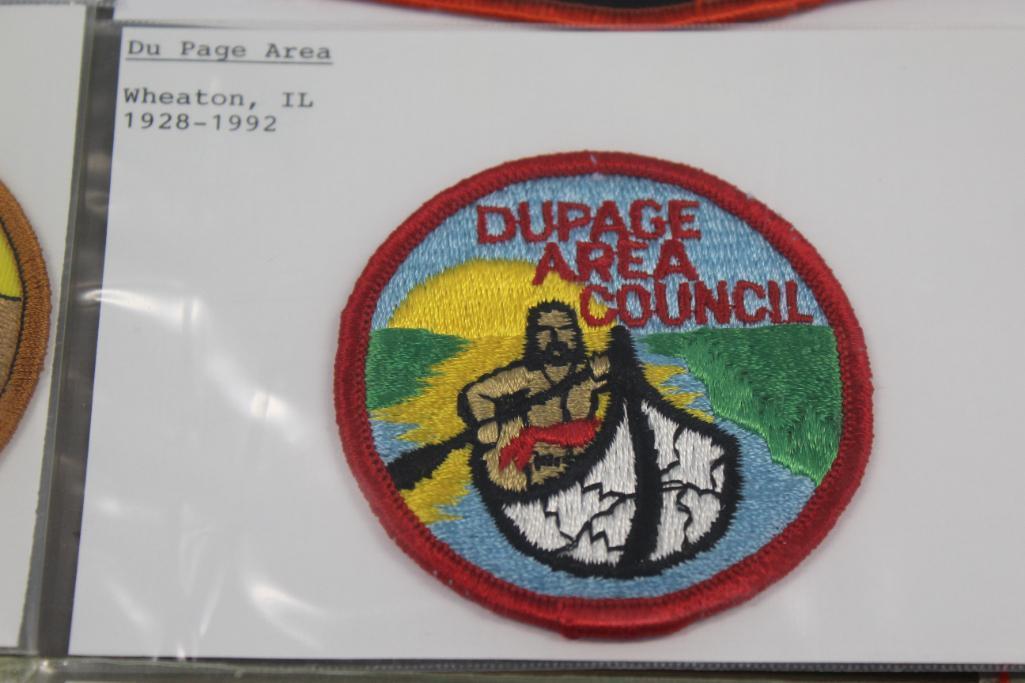 Du Page Area
Wheaton, IL
1928-1992
DUPAGE
AREA
COUNCIL